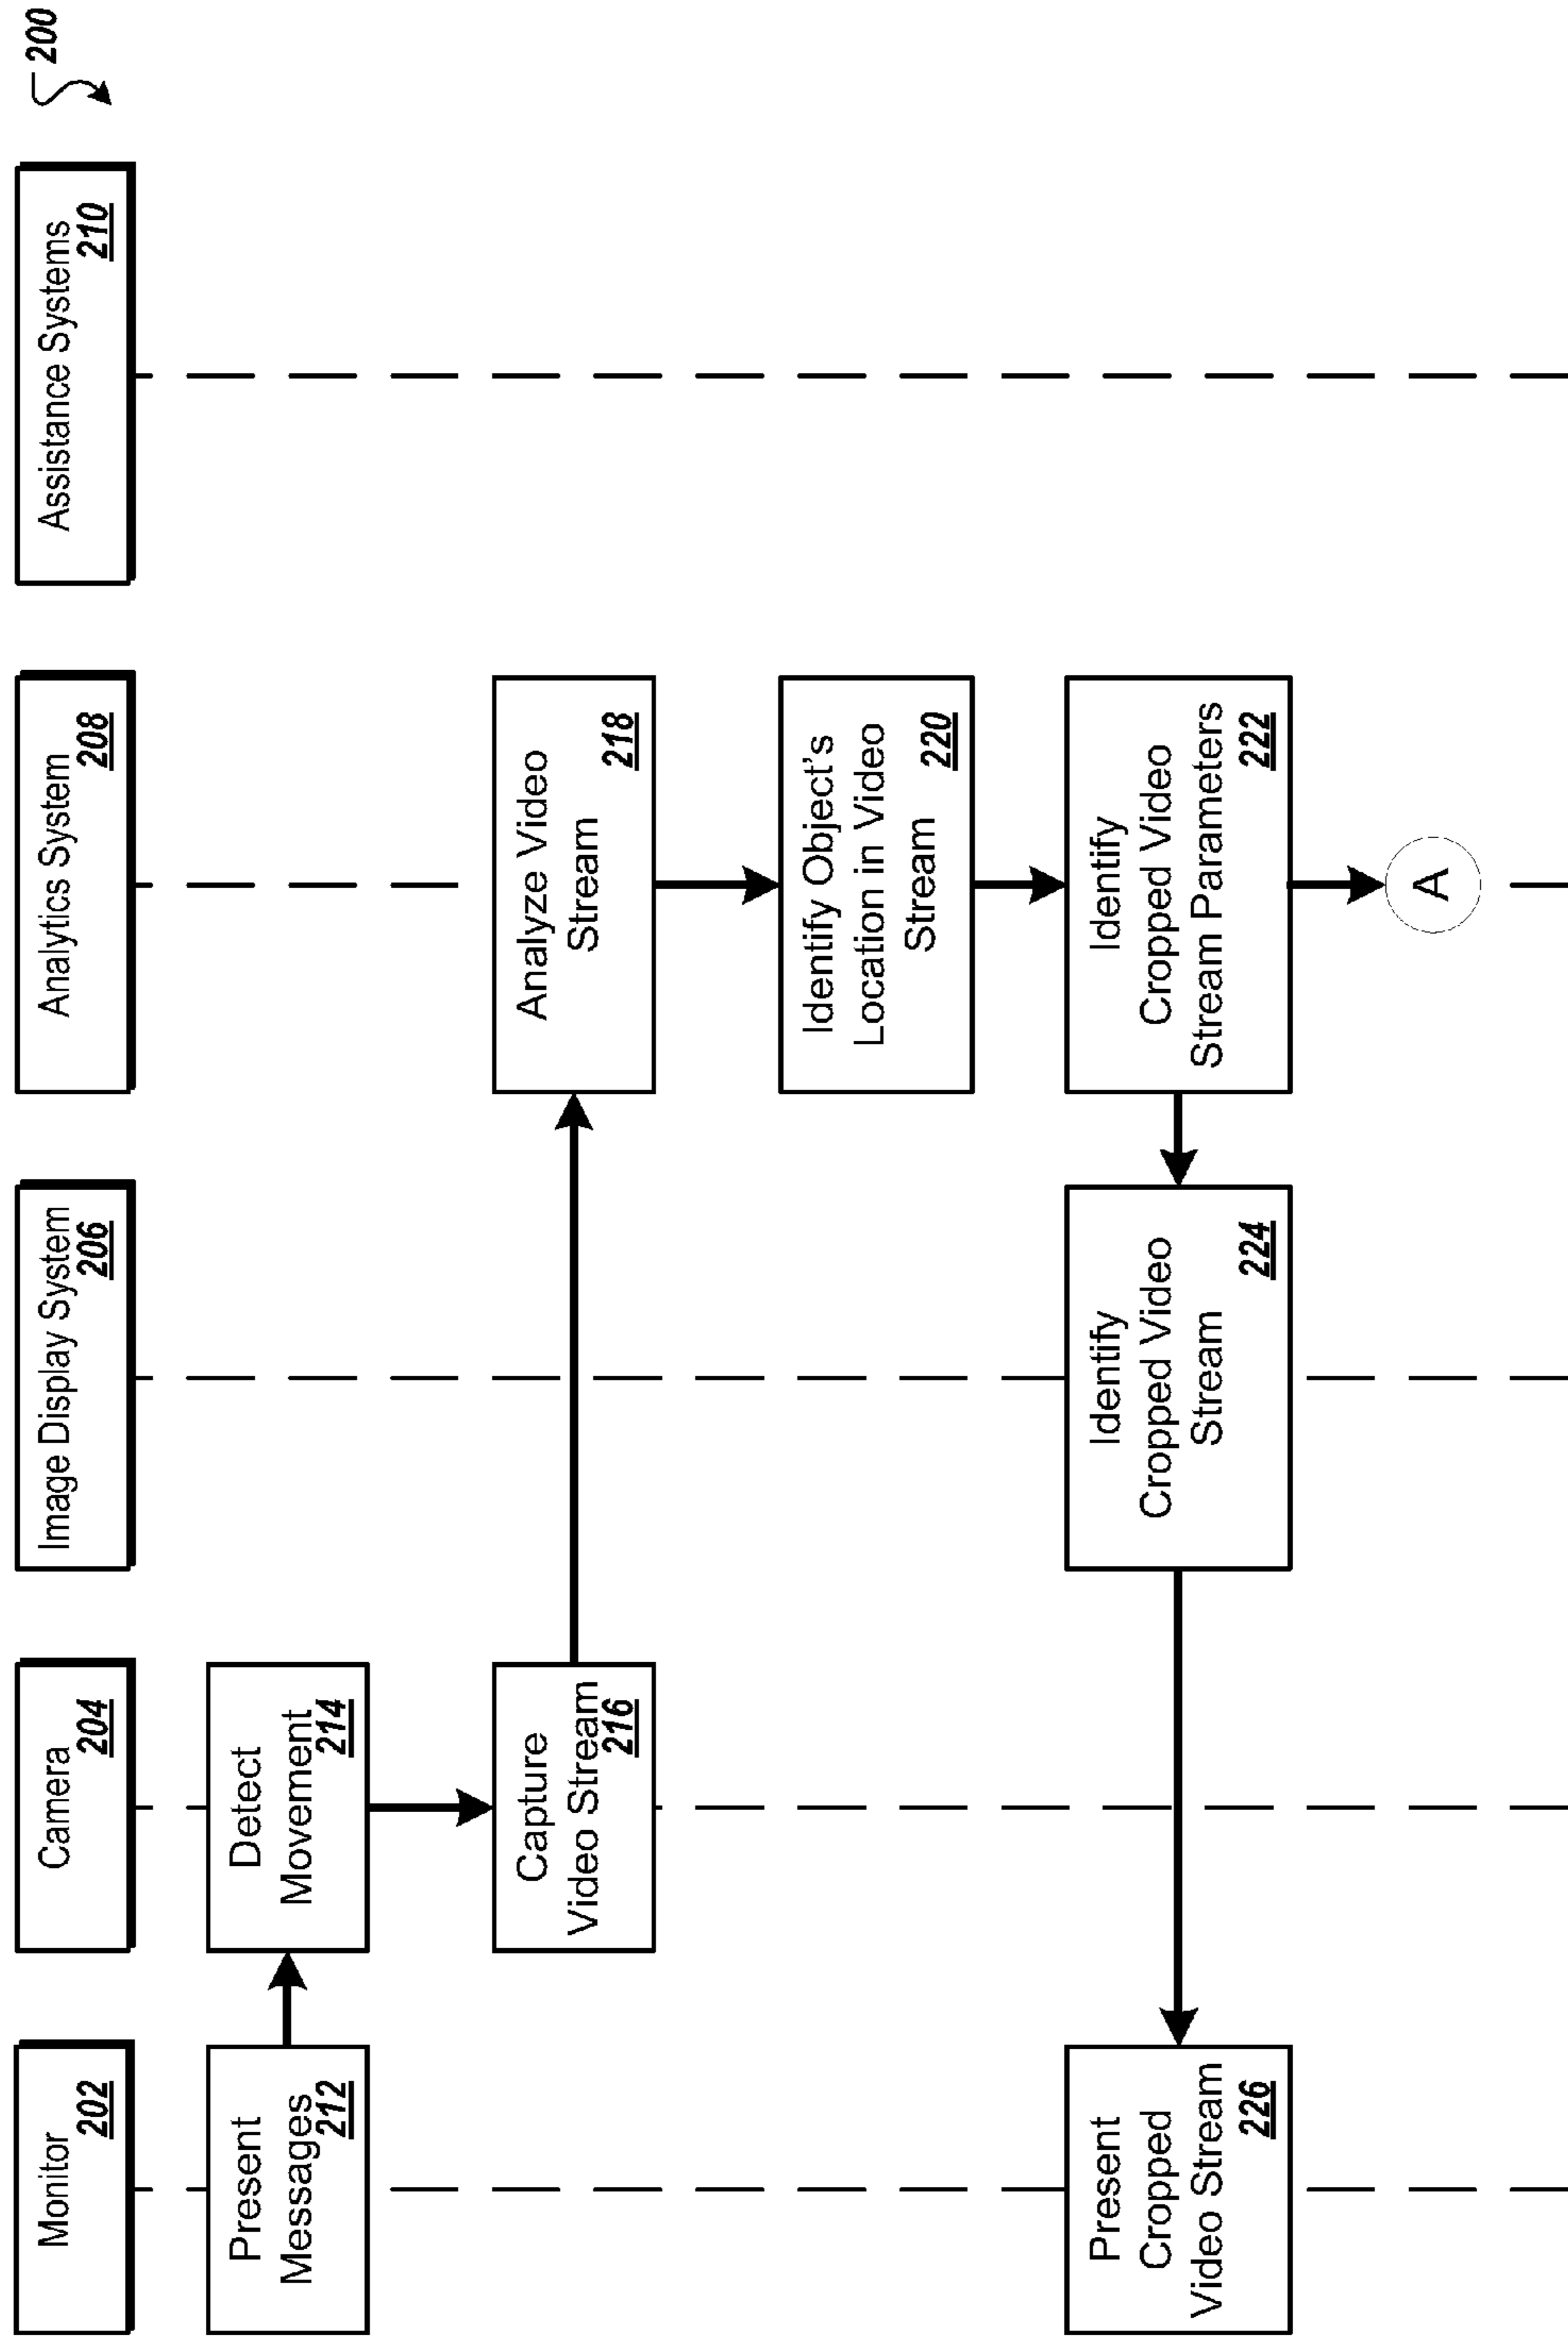 200
Monitor
202
Camera
204
Image Display System
206
Analytics System
208
Assistance Systems
210
Present
Messages
212
Detect
Movement
214
Capture
Video Stream
216
Analyze Video
Stream
218
Identify Object's
Location in Video
Stream
220
Identify
Cropped Video
Stream Parameters
222
Identify
Cropped Video
Stream
224
Present
Cropped
Video Stream
226
A